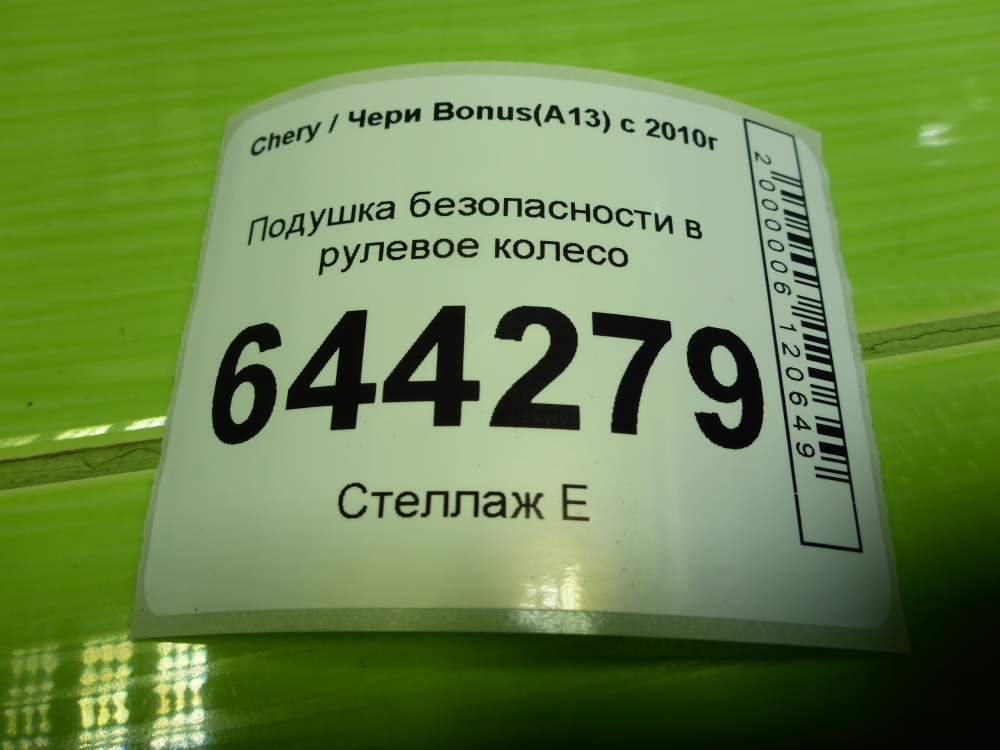 Chery / Чери Bonus(A13) с 2010г
Подушка безопасности в
рулевое колесо
644279
Стеллаж Е
2000006120649